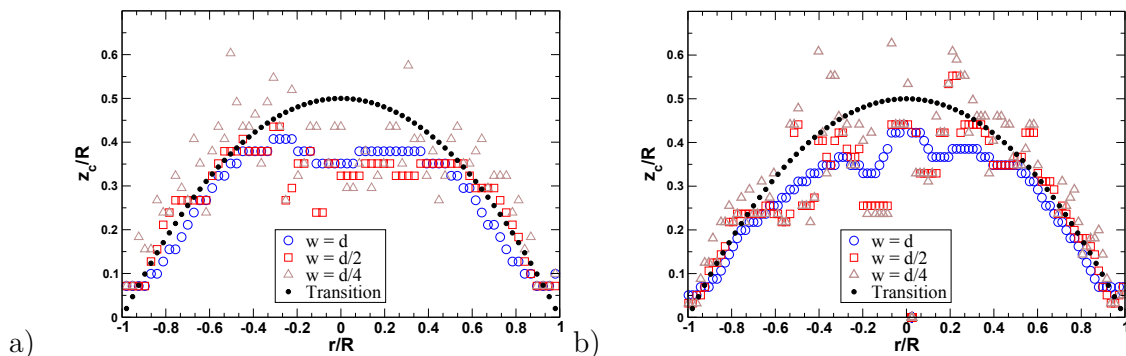 0.6
0.5
0.4
0.3
0.2
0.1
0
z_c/R
-1 -0.8 -0.6 -0.4 -0.2 0 0.2 0.4 0.6 0.8 1
r/R
w = d
w = d/2
w = d/4
Transition
a)
0.6
0.5
0.4
0.3
0.2
0.1
0
z_c/R
-1 -0.8 -0.6 -0.4 -0.2 0 0.2 0.4 0.6 0.8 1
r/R
w = d
w = d/2
w = d/4
Transition
b)